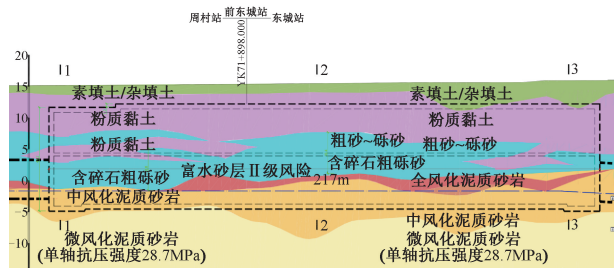 前东城站
周村站 东城站
YK71+898.000
20
15
10
5
0
−5
−10
1 2 3
素填土/杂填土 素填土/杂填土
粉质黏土 粉质黏土
粉质黏土 粗砂~砾砂 粗砂~砾砂
含碎石粗砾砂
含碎石粗砾砂 富水砂层Ⅱ级风险 217m 全风化泥质砂岩
中风化泥质砂岩
中风化泥质砂岩
1 2 3
微风化泥质砂岩 微风化泥质砂岩
(单轴抗压强度28.7MPa) (单轴抗压强度28.7MPa)